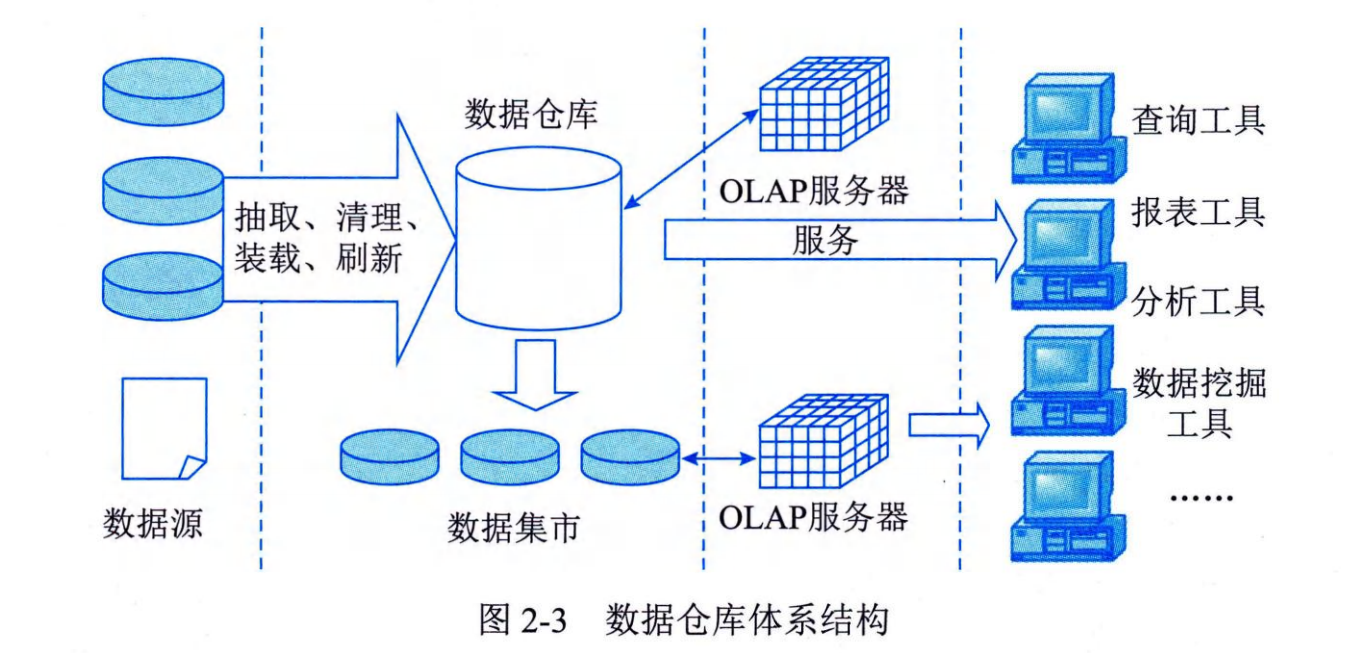 数据仓库
查询工具
OLAP服务器
抽取、清理、
装载、刷新
服务
报表工具
分析工具
数据挖掘
工具
数据源
数据集市
OLAP服务器
……
图 2-3 数据仓库体系结构